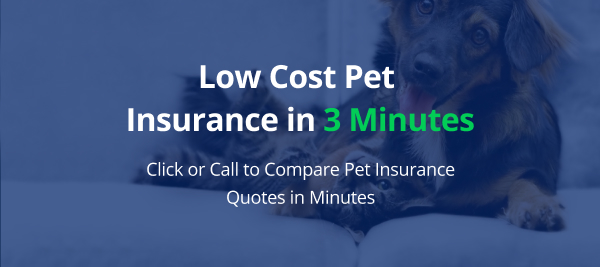 Low Cost Pet
Insurance in 3 Minutes
Click or Call to Compare Pet Insurance
Quotes in Minutes